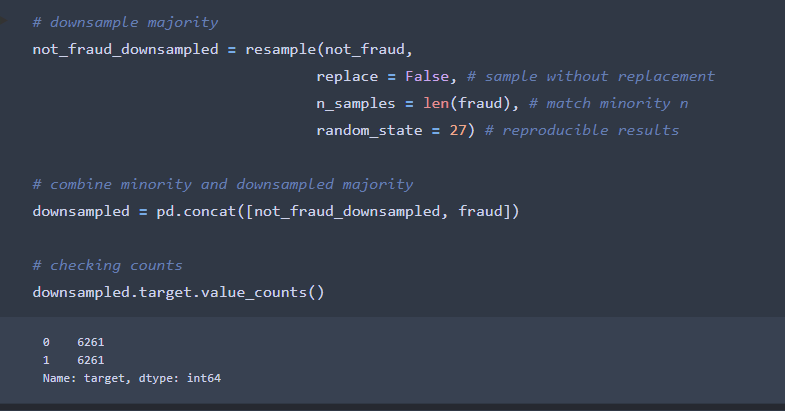 # downsample majority
not_fraud_downsampled = resample(not_fraud,
replace = False, # sample without replacement
n_samples = len(fraud), # match minority n
random_state = 27) # reproducible results
# combine minority and downsampled majority
downsampled = pd.concat([not_fraud_downsampled, fraud])
# checking counts
downsampled.target.value_counts()
0    6261
1    6261
Name: target, dtype: int64